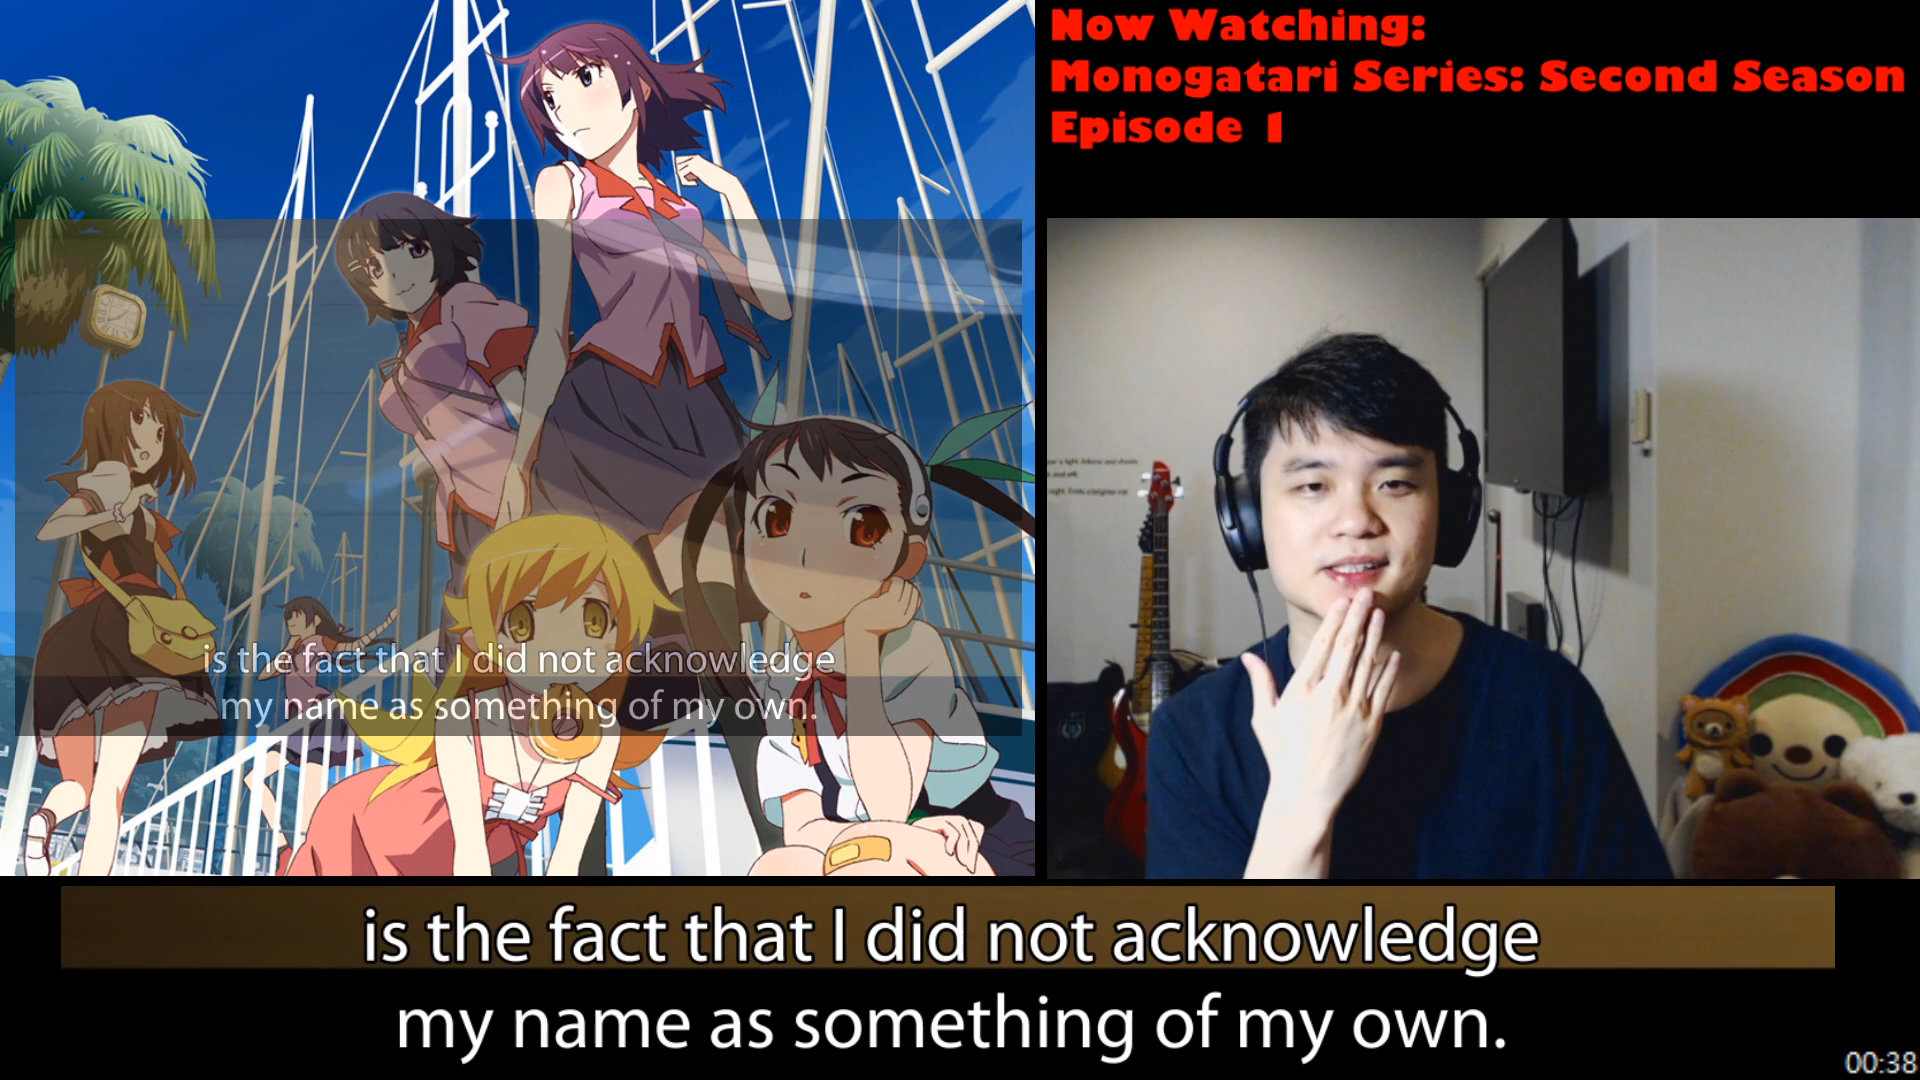 Now Watching:
Monogatari Series: Second Season
Episode 1
is the fact that I did not acknowledge
my name as something of my own.
is the fact that I did not acknowledge
my name as something of my own.
00:38